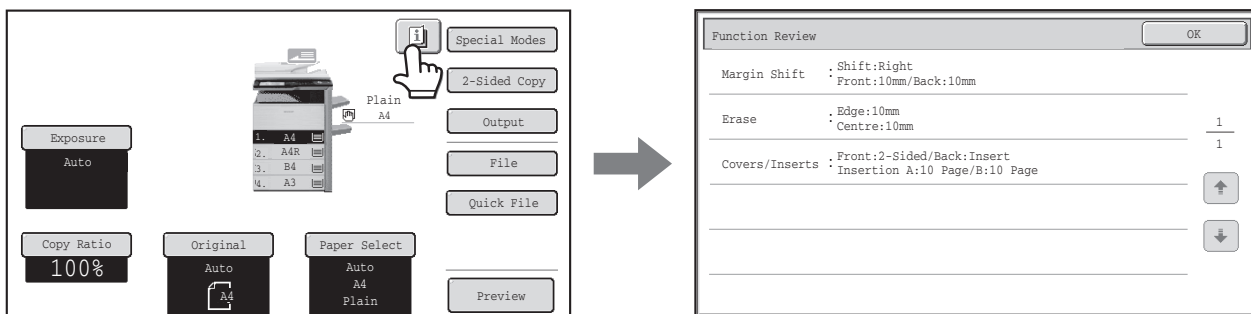 Special Modes
2-Sided Copy
Plain
A4
Output
Exposure
Auto
1. A4
2. A4R
3. B4
4. A3
File
Quick File
Copy Ratio
100%
Original
Auto
A4
Paper Select
Auto
A4
Plain
Preview
Function Review
OK
Margin Shift : Shift:Right
Front:10mm/Back:10mm
Erase : Edge:10mm
Centre:10mm
Covers/Inserts : Front:2-Sided/Back:Insert
Insertion A:10 Page/B:10 Page
1
1